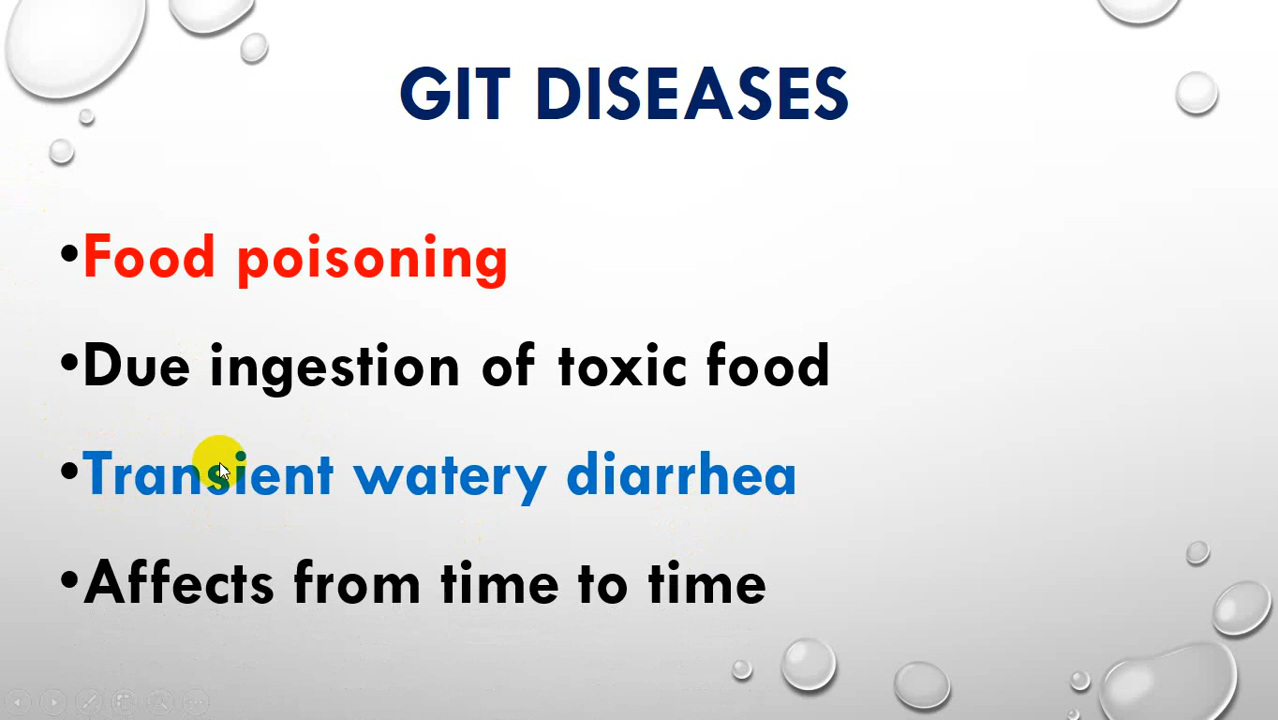 GIT DISEASES
•Food poisoning
•Due ingestion of toxic food
•Transient watery diarrhea
•Affects from time to time